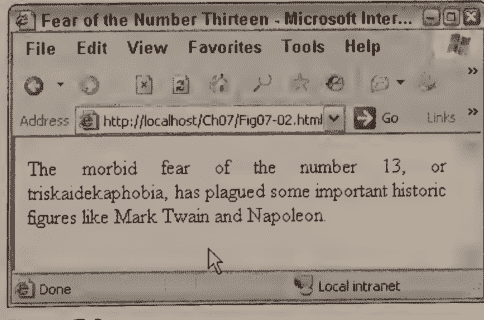 Fear of the Number Thirteen - Microsoft Inter...
File Edit View Favorites Tools Help
Address http://localhost/Ch07/Fig07-02.html Go Links »
The morbid fear of the number 13, or
triskaidekaphobia, has plagued some important historic
figures like Mark Twain and Napoleon.
Done Local intranet